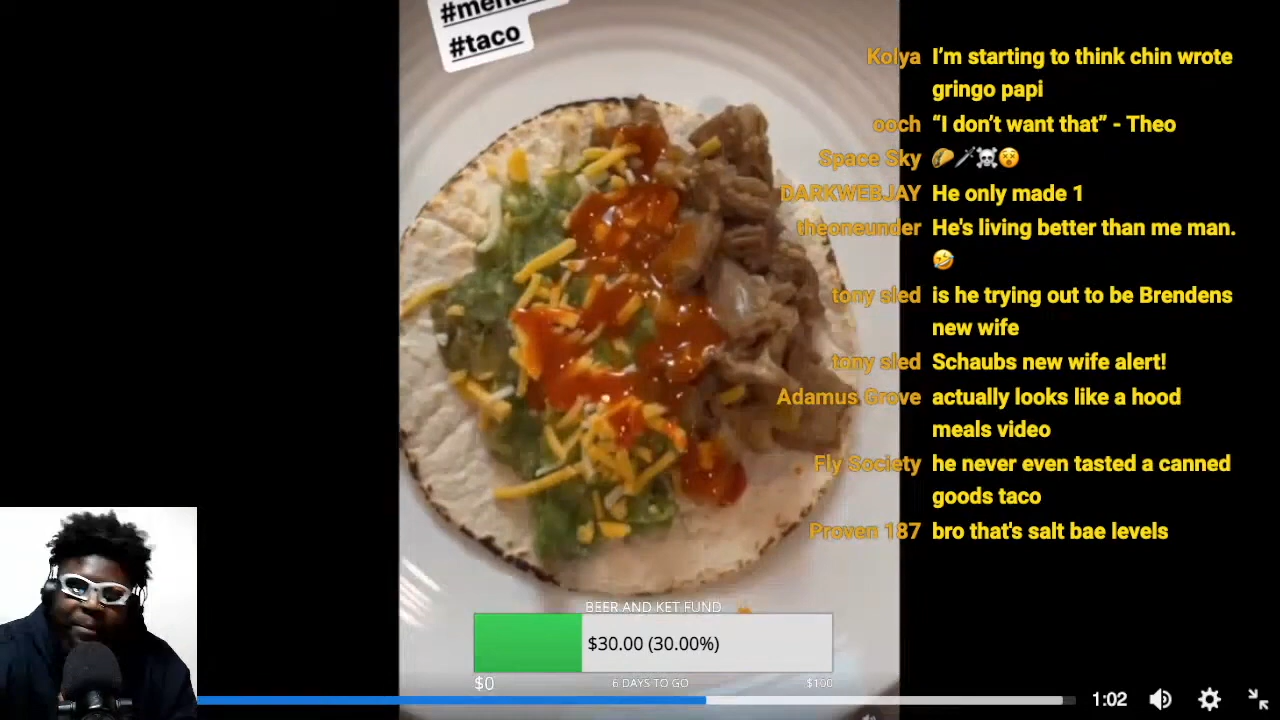 #taco
Kolya I’m starting to think chin wrote
gringo papi
ooch “I don’t want that” - Theo
Space Sky 🌮🗡️☠️😵
DARKWEBJAY He only made 1
theoneunder He's living better than me man.
🤣
tony sled is he trying out to be Brendens
new wife
tony sled Schaubs new wife alert!
Adamus Grove actually looks like a hood
meals video
Fly Society he never even tasted a canned
goods taco
Proven 187 bro that's salt bae levels
BEER AND KET FUND
$30.00 (30.00%)
$0 6 DAYS TO GO $100
1:02